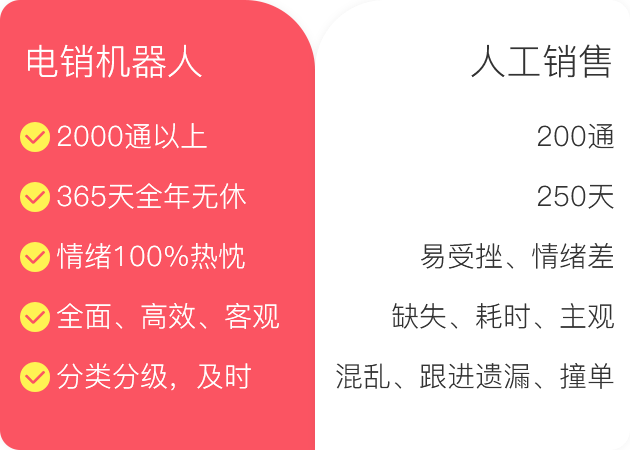 电销机器人
2000通以上
365天全年无休
情绪100%热忱
全面、高效、客观
分类分级，及时
人工销售
200通
250天
易受挫、情绪差
缺失、耗时、主观
混乱、跟进遗漏、撞单